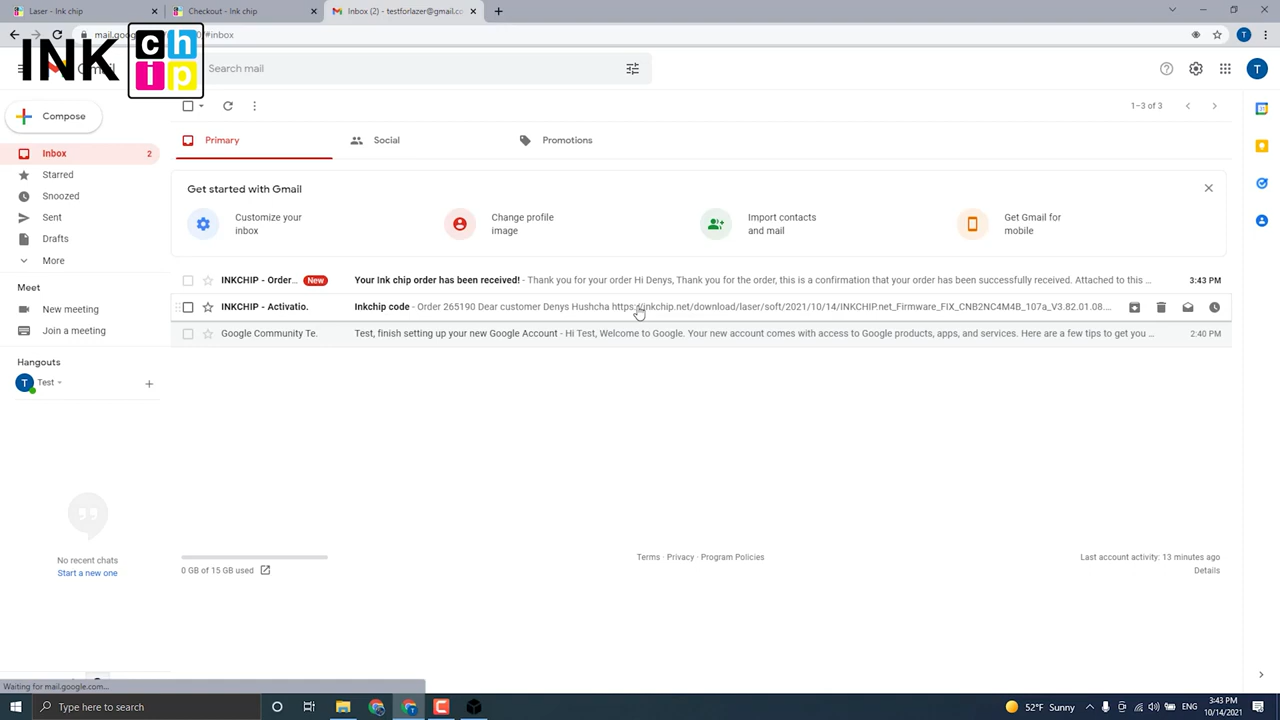 Laser - Ink chip
Checkout - Ink chip
Inbox (2) - testforlazer@gmail.co
mail.goog
0#inbox
T
INK chip
Search mail
T
Compose
1–3 of 3
Inbox 2
Starred
Snoozed
Sent
Drafts
More
Primary
Social
Promotions
Get started with Gmail
Customize your
inbox
Change profile
image
Import contacts
and mail
Get Gmail for
mobile
INKCHIP - Order... New Your Ink chip order has been received! - Thank you for your order Hi Denys, Thank you for the order, this is a confirmation that your order has been successfully received. Attached to this ... 3:43 PM
INKCHIP - Activatio. Inkchip code - Order 265190 Dear customer Denys Hushcha https://inkchip.net/download/laser/soft/2021/10/14/INKCHIP.net_Firmware_FIX_CNB2NC4M4B_107a_V3.82.01.08....
Google Community Te. Test, finish setting up your new Google Account - Hi Test, Welcome to Google. Your new account comes with access to Google products, apps, and services. Here are a few tips to get you ... 2:40 PM
Meet
New meeting
Join a meeting
Hangouts
T Test
No recent chats
Start a new one
0 GB of 15 GB used
Terms · Privacy · Program Policies
Last account activity: 13 minutes ago
Details
Waiting for mail.google.com...
Type here to search
52°F Sunny
ENG
3:43 PM
10/14/2021